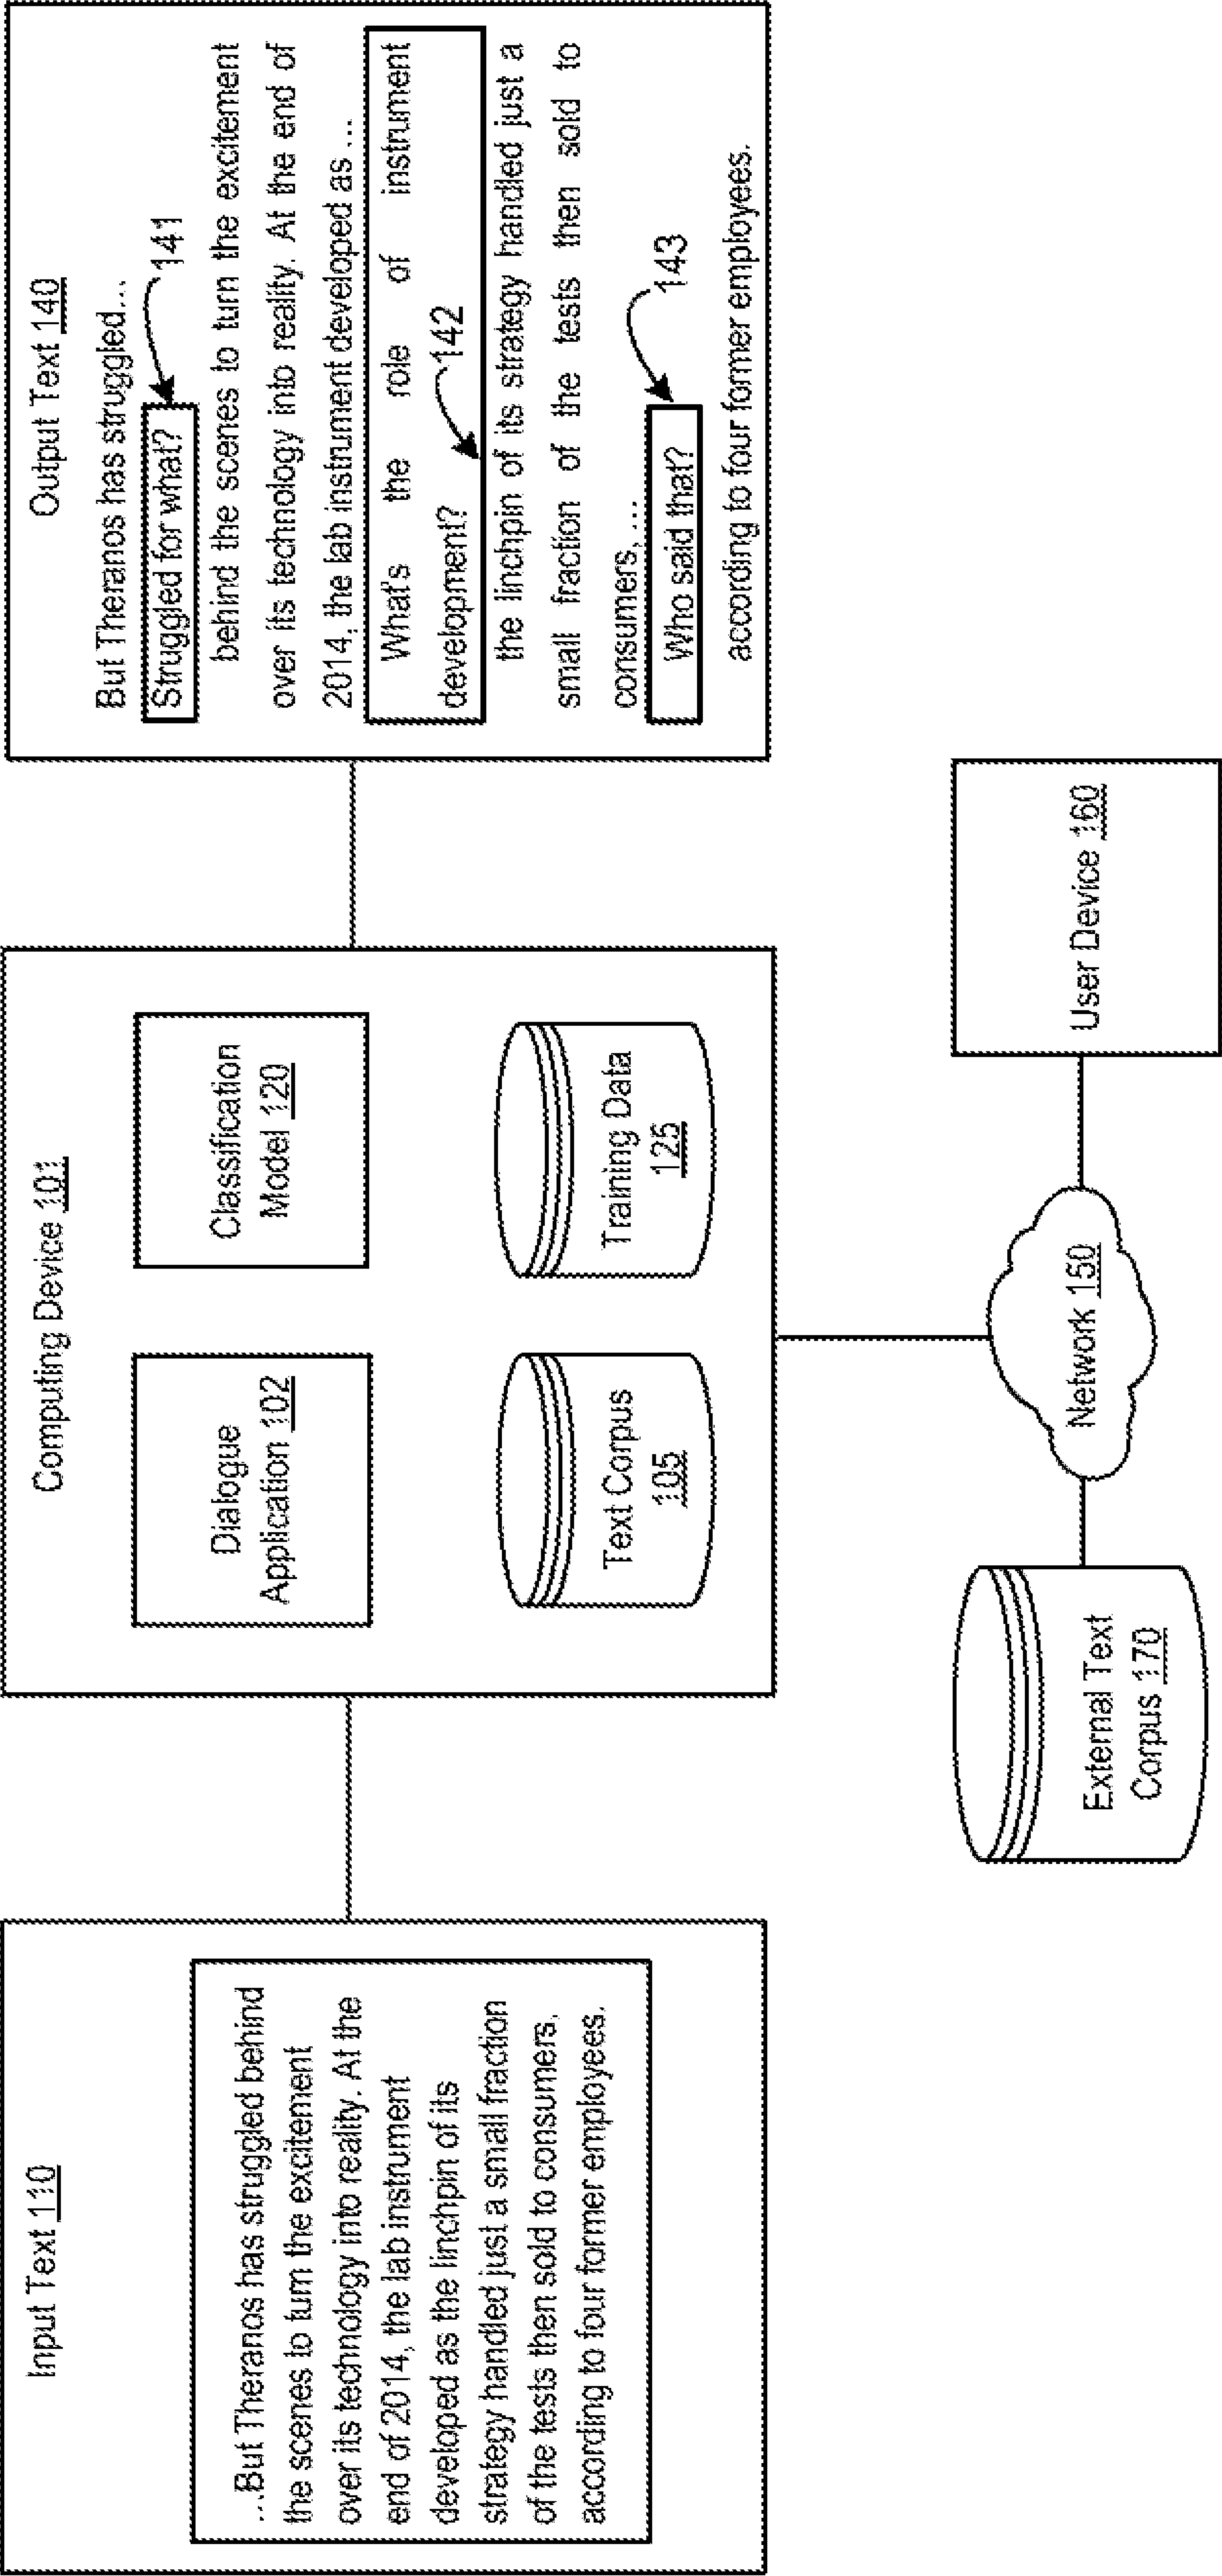 Input Text 110
...But Theranos has struggled behind
the scenes to turn the excitement
over its technology into reality. At the
end of 2014, the lab instrument
developed as the linchpin of its
strategy handled just a small fraction
of the tests then sold to consumers,
according to four former employees.
Computing Device 101
Dialogue
Application 102
Classification
Model 120
Text Corpus
105
Training Data
125
Output Text 140
But Theranos has struggled...
141
Struggled for what?
behind the scenes to turn the excitement
over its technology into reality. At the end of
2014, the lab instrument developed as ...
What's the role of instrument
development?
142
the linchpin of its strategy handled just a
small fraction of the tests then sold to
consumers, ...
Who said that?
143
according to four former employees.
External Text
Corpus 170
Network 150
User Device 160